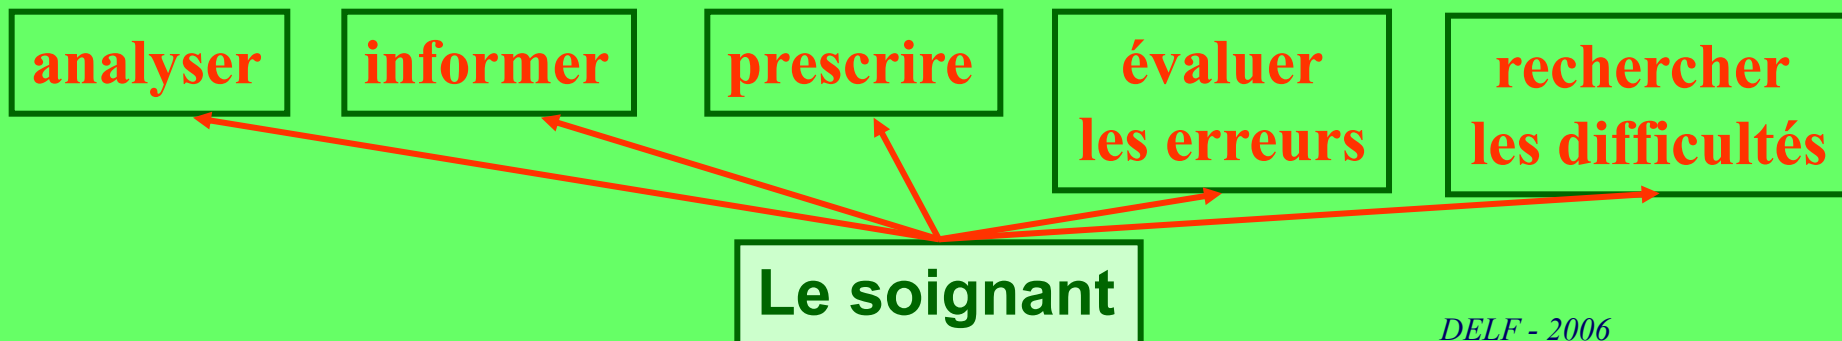 analyser
informer
prescrire
évaluer
les erreurs
rechercher
les difficultés
Le soignant
DELF - 2006